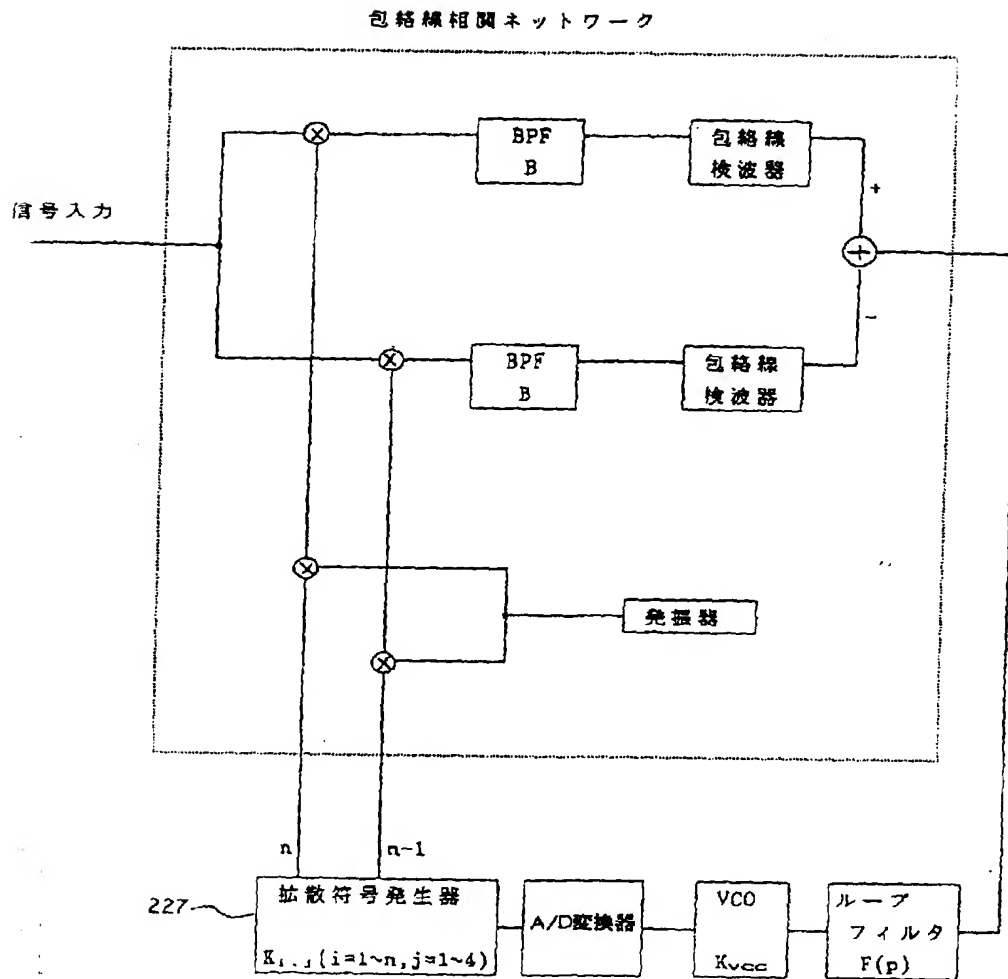 包絡線相関ネットワーク
BPF
B
包絡線
検波器
+
信号入力
+
−
BPF
B
包絡線
検波器
発振器
n
n-1
227
拡散符号発生器
Ki,j(i=1~n,j=1~4)
A/D変換器
VCO
Kvcc
ループ
フィルタ
F(p)